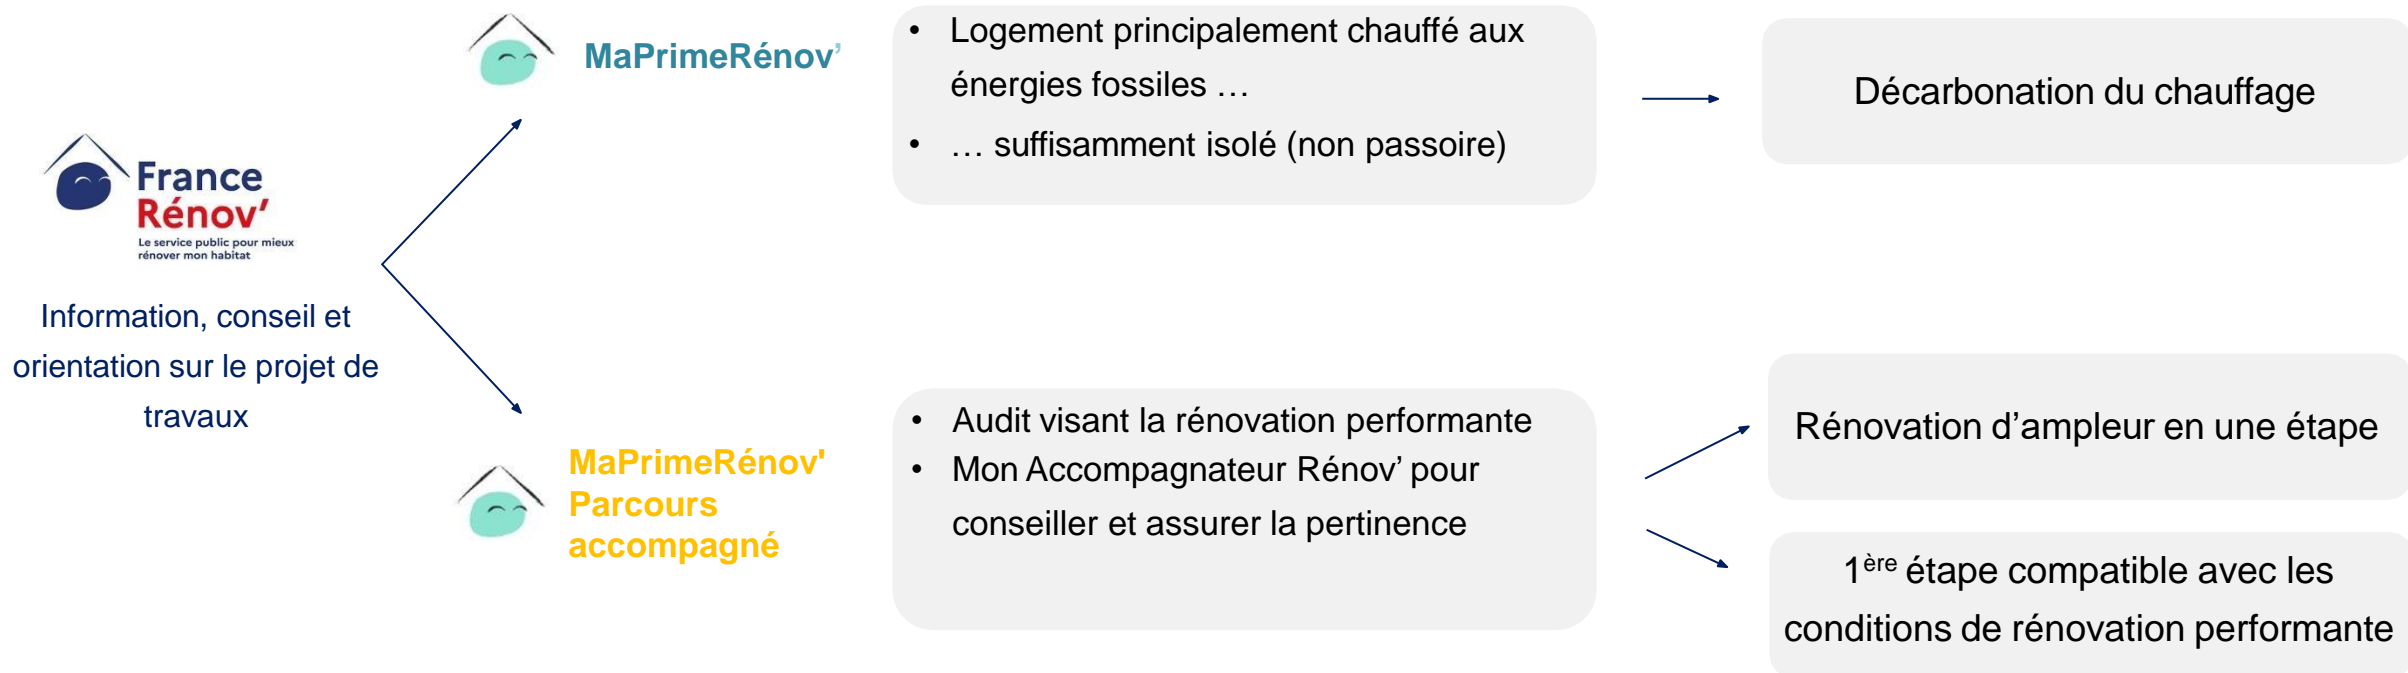 France
Rénov’
Le service public pour mieux
rénover mon habitat
Information, conseil et
orientation sur le projet de
travaux
MaPrimeRénov’
• Logement principalement chauffé aux
énergies fossiles …
• … suffisamment isolé (non passoire)
Décarbonation du chauffage
MaPrimeRénov'
Parcours
accompagné
• Audit visant la rénovation performante
• Mon Accompagnateur Rénov’ pour
conseiller et assurer la pertinence
Rénovation d’ampleur en une étape
1ère étape compatible avec les
conditions de rénovation performante